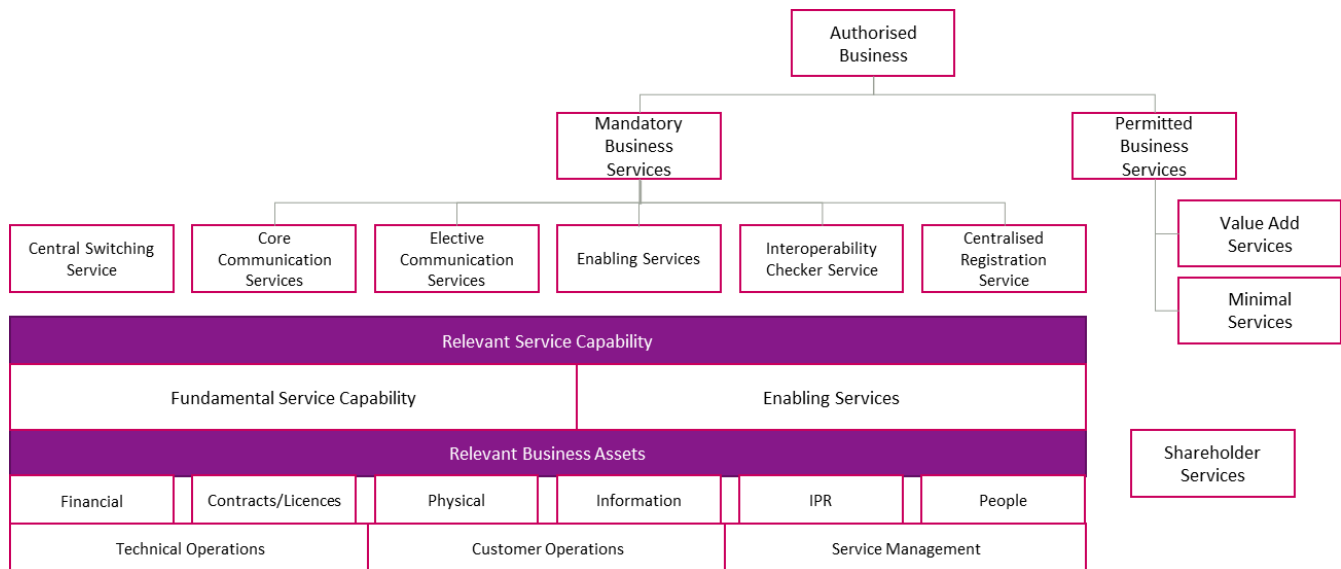 Authorised
Business
Mandatory
Business
Services
Permitted
Business
Services
Central Switching
Service
Core
Communication
Services
Elective
Communication
Services
Enabling Services
Interoperability
Checker Service
Centralised
Registration
Service
Value Add
Services
Minimal
Services
Relevant Service Capability
Fundamental Service Capability
Enabling Services
Relevant Business Assets
Shareholder
Services
Financial
Contracts/Licences
Physical
Information
IPR
People
Technical Operations
Customer Operations
Service Management